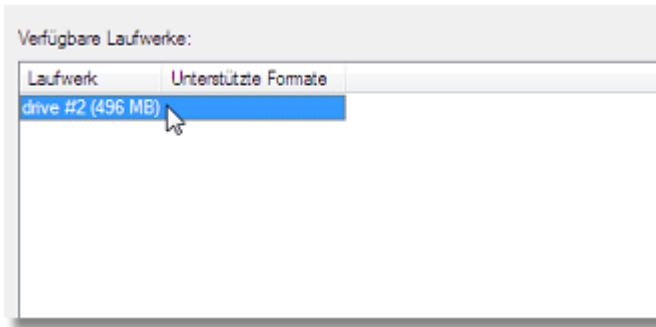 Verfügbare Laufwerke:
Laufwerk Unterstützte Formate
drive #2 (496 MB)